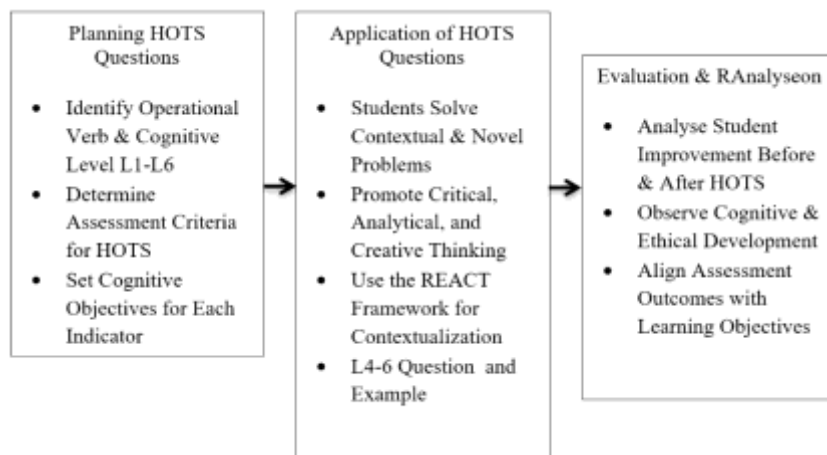 Planning HOTS
Questions
• Identify Operational
Verb & Cognitive
Level L1-L6
• Determine
Assessment Criteria
for HOTS
• Set Cognitive
Objectives for Each
Indicator
Application of HOTS
Questions
• Students Solve
Contextual & Novel
Problems
• Promote Critical,
Analytical, and
Creative Thinking
• Use the REACT
Framework for
Contextualization
• L4-6 Question and
Example
Evaluation & RAnalyseon
• Analyse Student
Improvement Before
& After HOTS
• Observe Cognitive &
Ethical Development
• Align Assessment
Outcomes with
Learning Objectives